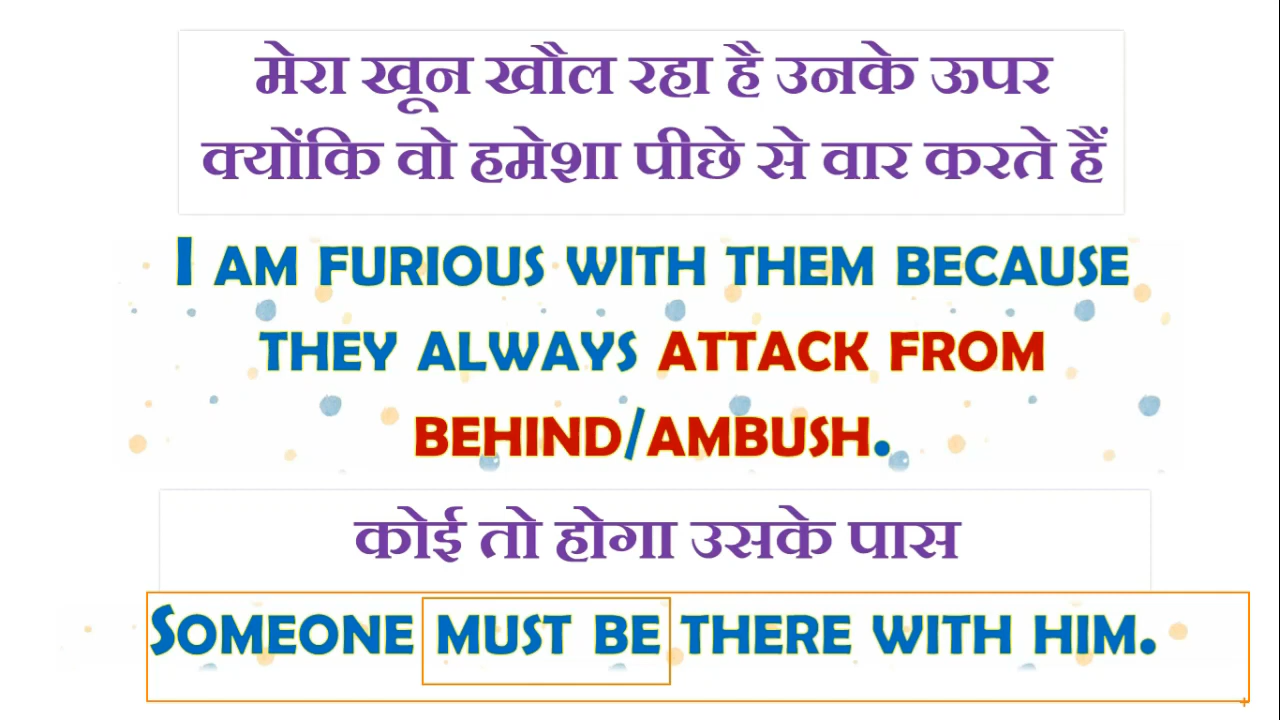 मेरा खून खौल रहा है उनके ऊपर
क्योंकि वो हमेशा पीछे से वार करते हैं
I AM FURIOUS WITH THEM BECAUSE
THEY ALWAYS ATTACK FROM
BEHIND/AMBUSH.
कोई तो होगा उसके पास
SOMEONE MUST BE THERE WITH HIM.